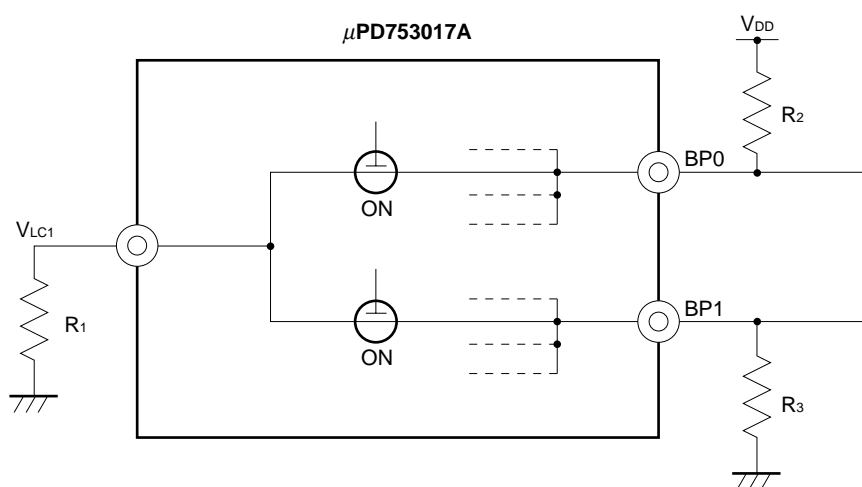 μPD753017A
VDD
R2
BP0
ON
VLC1
R1
BP1
ON
R3